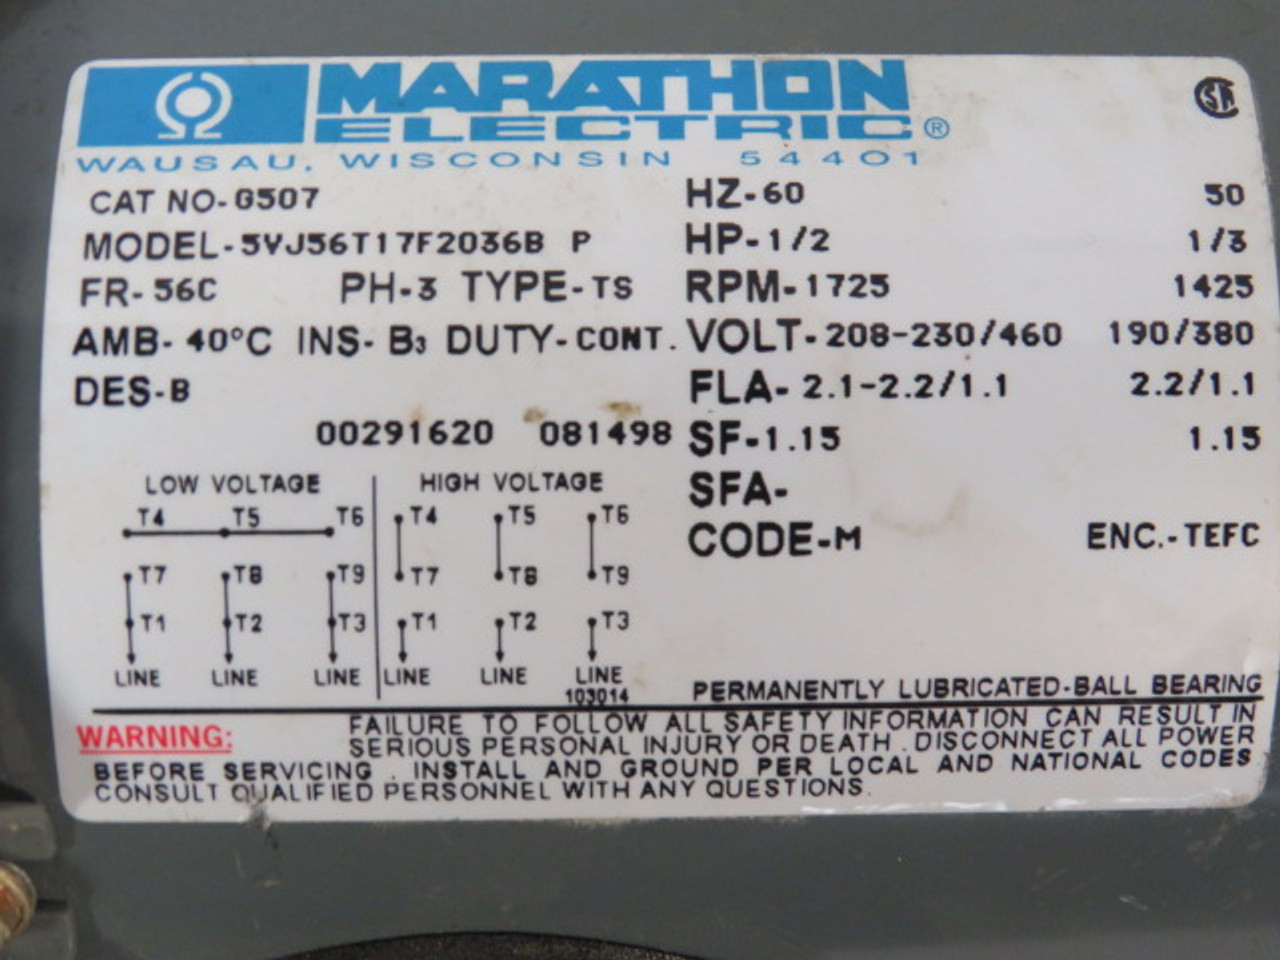 MARATHON
ELECTRIC®
WAUSAU, WISCONSIN 54401
CAT NO-G507
MODEL-5VJ56T17F2036B P
FR-56C PH-3 TYPE-TS
AMB-40°C INS-B3 DUTY-CONT.
DES-B
00291620 081498
HZ-60 50
HP-1/2 1/3
RPM-1725 1425
VOLT-208-230/460 190/380
FLA-2.1-2.2/1.1 2.2/1.1
SF-1.15 1.15
SFA-
CODE-M ENC.-TEFC
LOW VOLTAGE
T4 T5 T6
T7 T8 T9
T1 T2 T3
LINE LINE LINE
HIGH VOLTAGE
T4 T5 T6
T7 T8 T9
T1 T2 T3
LINE LINE LINE
103014
PERMANENTLY LUBRICATED-BALL BEARING
WARNING: FAILURE TO FOLLOW ALL SAFETY INFORMATION CAN RESULT IN
SERIOUS PERSONAL INJURY OR DEATH . DISCONNECT ALL POWER
BEFORE SERVICING . INSTALL AND GROUND PER LOCAL AND NATIONAL CODES
CONSULT QUALIFIED PERSONNEL WITH ANY QUESTIONS.